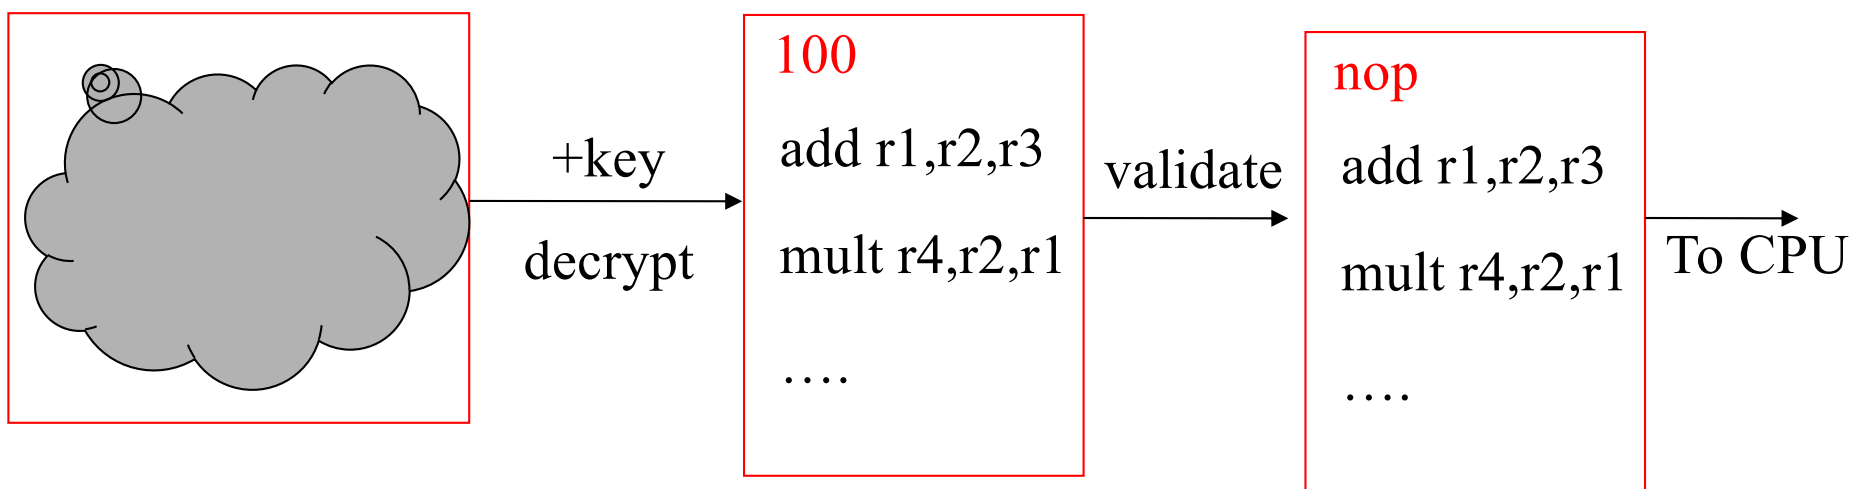 +key
decrypt
100
add r1,r2,r3
mult r4,r2,r1
….
validate
nop
add r1,r2,r3
mult r4,r2,r1
….
To CPU